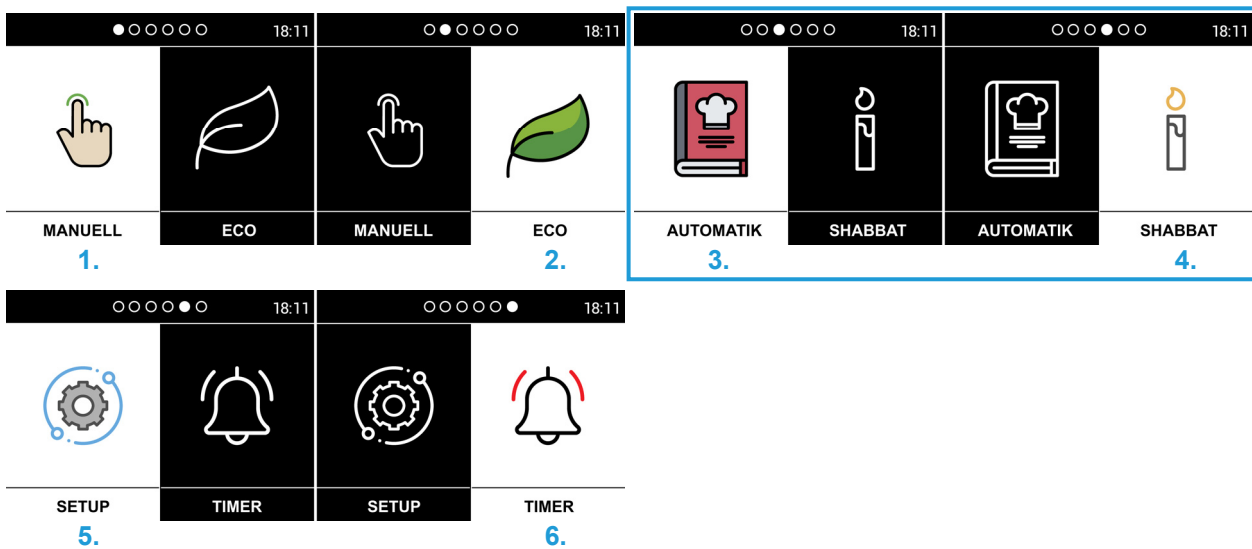 18:11
18:11
18:11
18:11
MANUELL ECO MANUELL ECO AUTOMATIK SHABBAT AUTOMATIK SHABBAT
1. 2. 3. 4.
18:11
18:11
SETUP TIMER SETUP TIMER
5. 6.